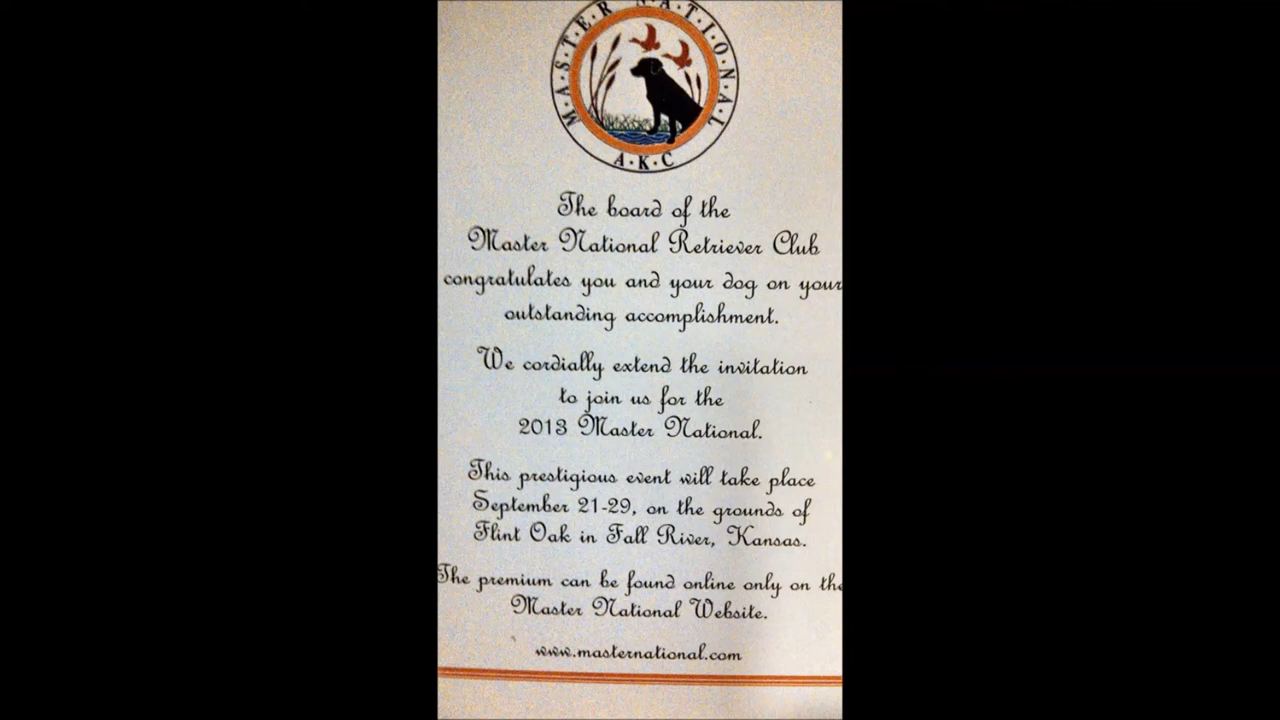 M·A·S·T·E·R N·A·T·I·O·N·A·L
A·K·C
The board of the
Master National Retriever Club
congratulates you and your dog on your
outstanding accomplishment.
We cordially extend the invitation
to join us for the
2013 Master National.
This prestigious event will take place
September 21-29, on the grounds of
Flint Oak in Fall River, Kansas.
The premium can be found online only on the
Master National Website.
www.masternational.com